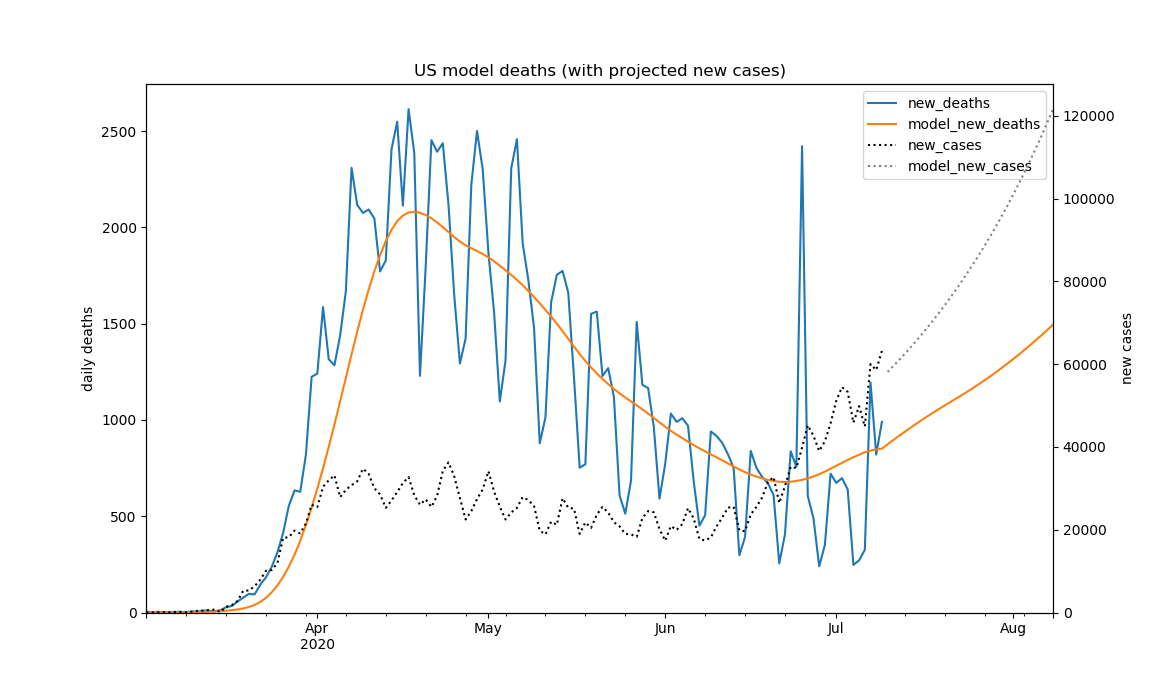 US model deaths (with projected new cases)
new_deaths
model_new_deaths
new_cases
model_new_cases
daily deaths
2500
2000
1500
1000
500
0
120000
100000
80000
60000
40000
20000
0
new cases
Apr
2020
May
Jun
Jul
Aug